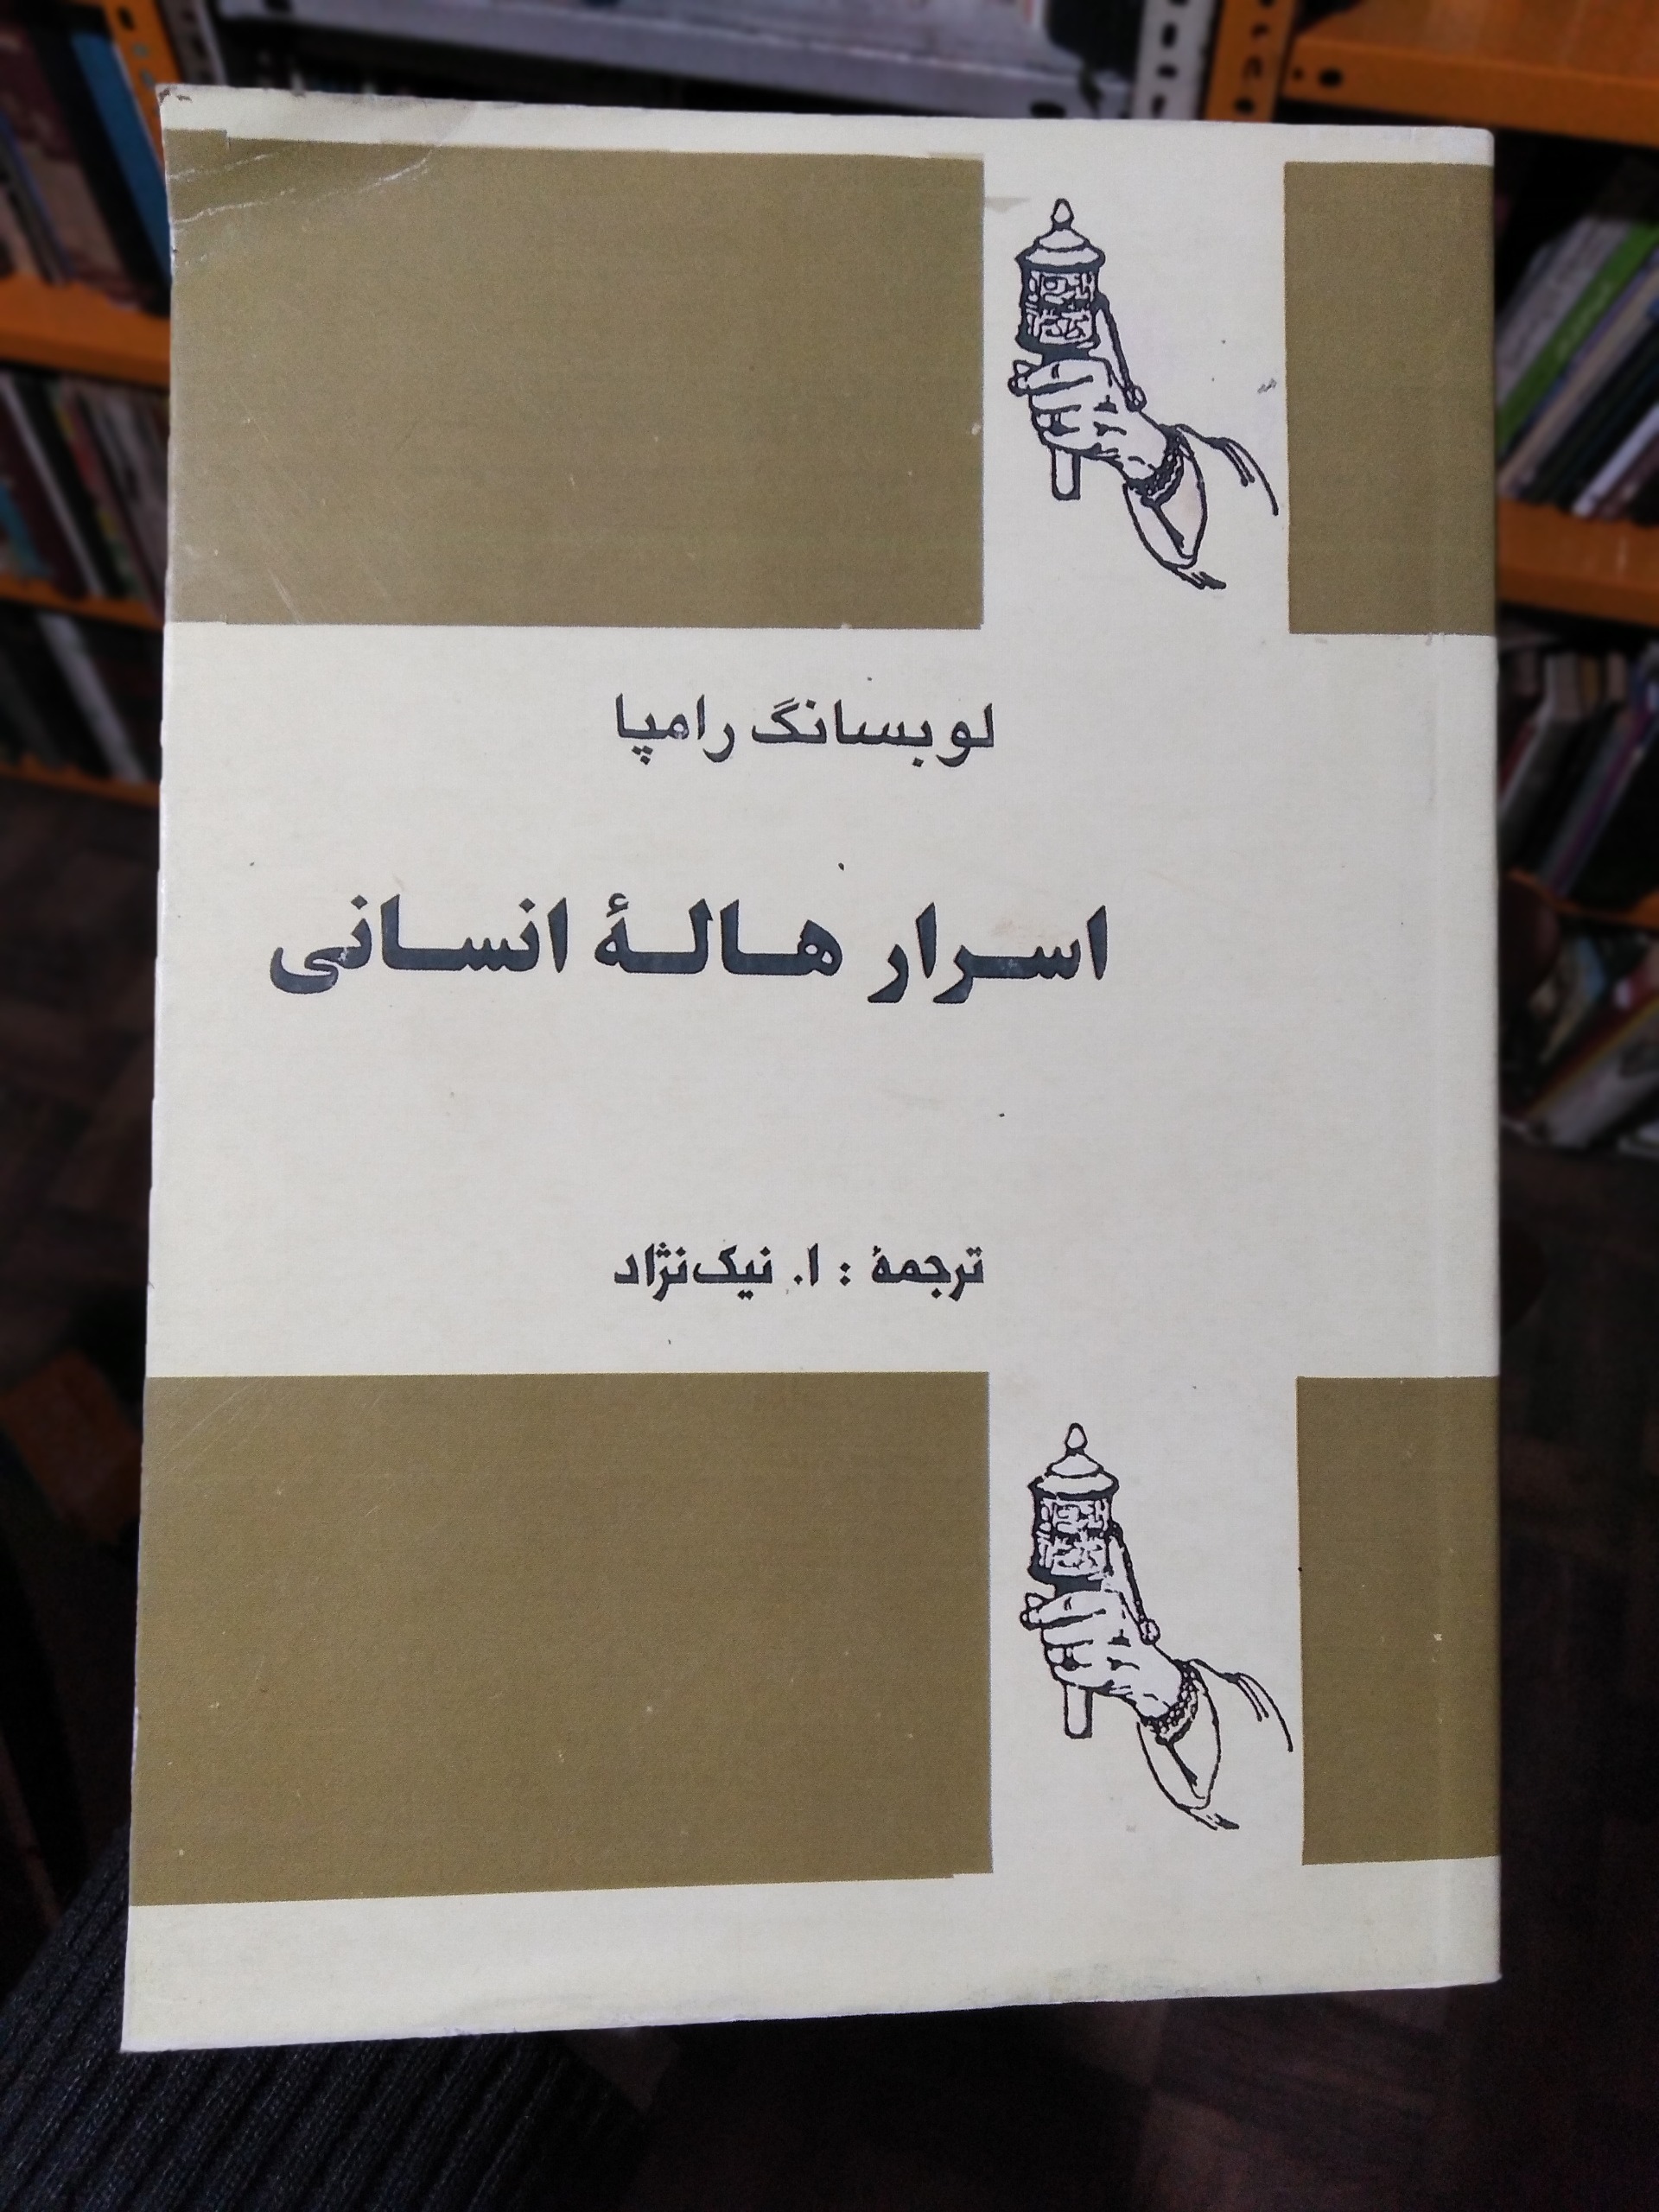 لوبسانگ رامپا
اسرار هالهٔ انسانی
ترجمهٔ : ا. نیک‌نژاد